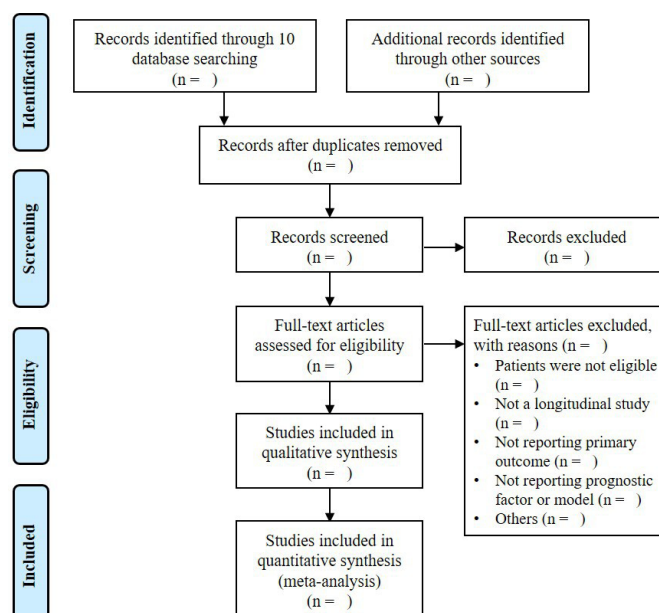 Identification
Records identified through 10
database searching
(n =   )
Additional records identified
through other sources
(n =   )
Records after duplicates removed
(n =   )
Screening
Records screened
(n =   )
Records excluded
(n =   )
Eligibility
Full-text articles
assessed for eligibility
(n =   )
Full-text articles excluded,
with reasons (n =   )
• Patients were not eligible
(n =   )
• Not a longitudinal study
(n =   )
• Not reporting primary
outcome (n =   )
• Not reporting prognostic
factor or model (n =   )
• Others (n =   )
Studies included in
qualitative synthesis
(n =   )
Included
Studies included in
quantitative synthesis
(meta-analysis)
(n =   )